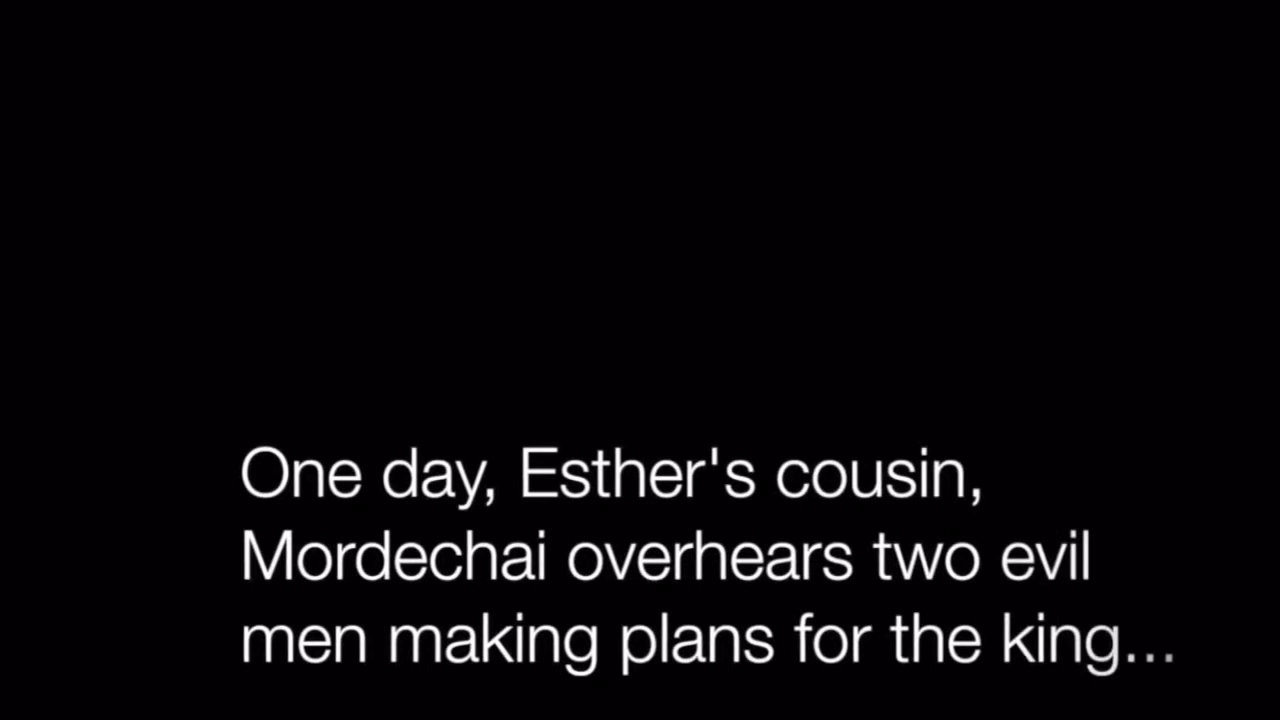 One day, Esther's cousin,
Mordechai overhears two evil
men making plans for the king...